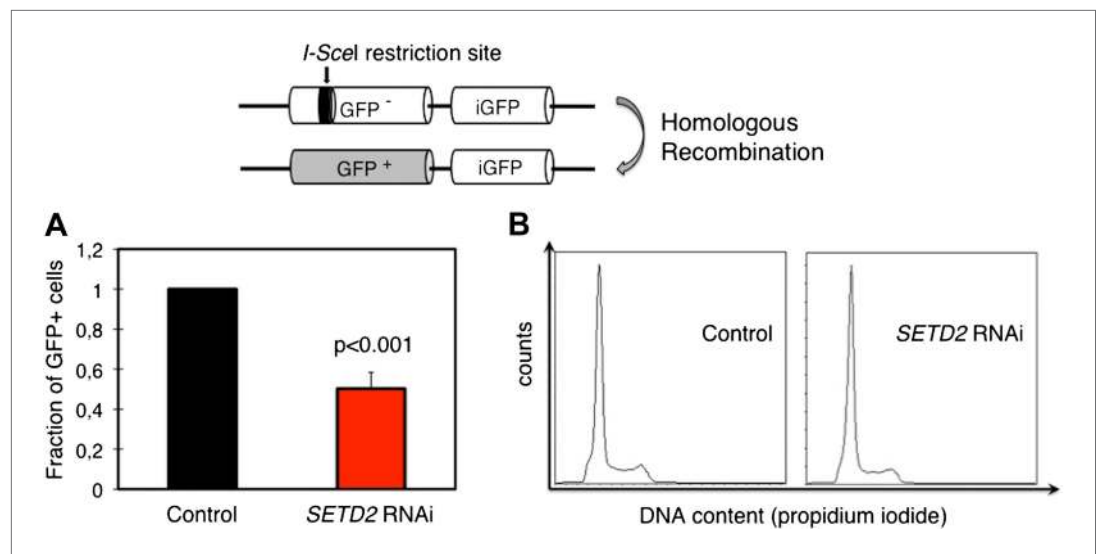 I-SceI restriction site
GFP -
iGFP
GFP +
iGFP
Homologous
Recombination
A
Fraction of GFP+ cells
1,2
1
0,8
0,6
0,4
0,2
0
p<0.001
Control
SETD2 RNAi
B
counts
Control
SETD2 RNAi
DNA content (propidium iodide)